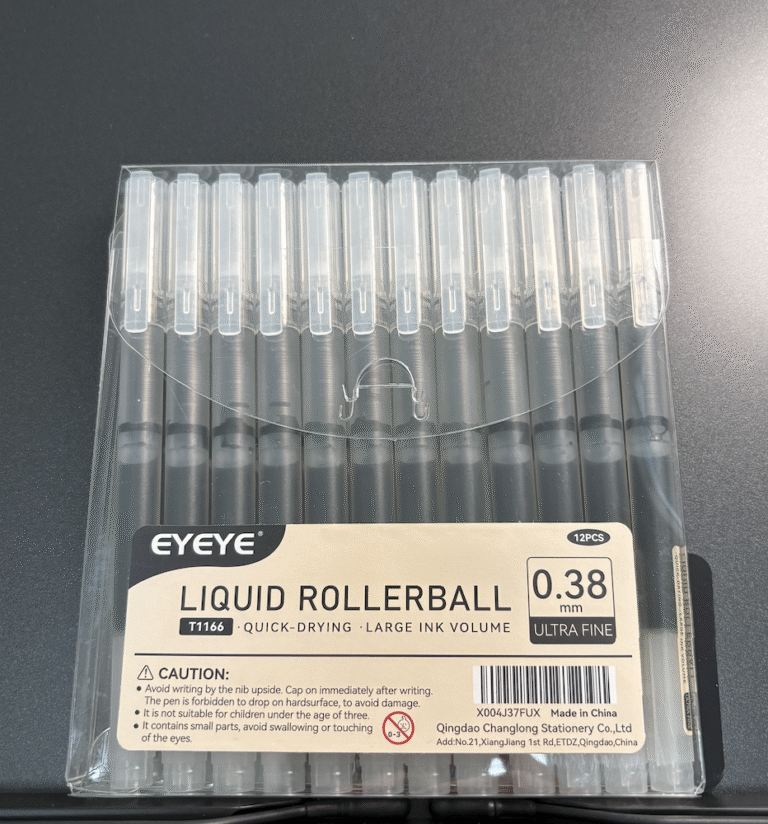 EYEYE®
12PCS
LIQUID ROLLERBALL
T1166 ·QUICK-DRYING ·LARGE INK VOLUME
0.38
mm
ULTRA FINE
CAUTION:
• Avoid writing by the nib upside. Cap on immediately after writing.
The pen is forbidden to drop on hardsurface, to avoid damage.
• It is not suitable for children under the age of three.
• It contains small parts, avoid swallowing or touching
of the eyes.
0-3
X004J37FUX Made in China
Qingdao Changlong Stationery Co.,Ltd
Add:No.21,XiangJiang 1st Rd,ETDZ,Qingdao,China